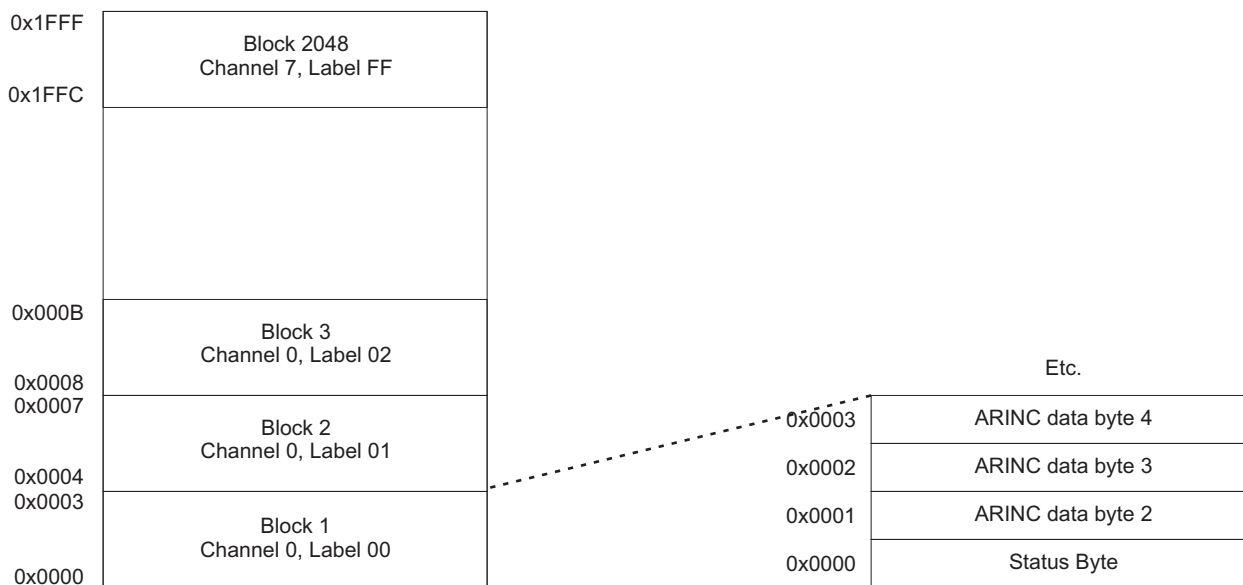 0x1FFF
Block 2048
Channel 7, Label FF
0x1FFC
0x000B
Block 3
Channel 0, Label 02
0x0008
0x0007
Block 2
Channel 0, Label 01
0x0004
0x0003
Block 1
Channel 0, Label 00
0x0000
Etc.
0x0003
ARINC data byte 4
0x0002
ARINC data byte 3
0x0001
ARINC data byte 2
0x0000
Status Byte